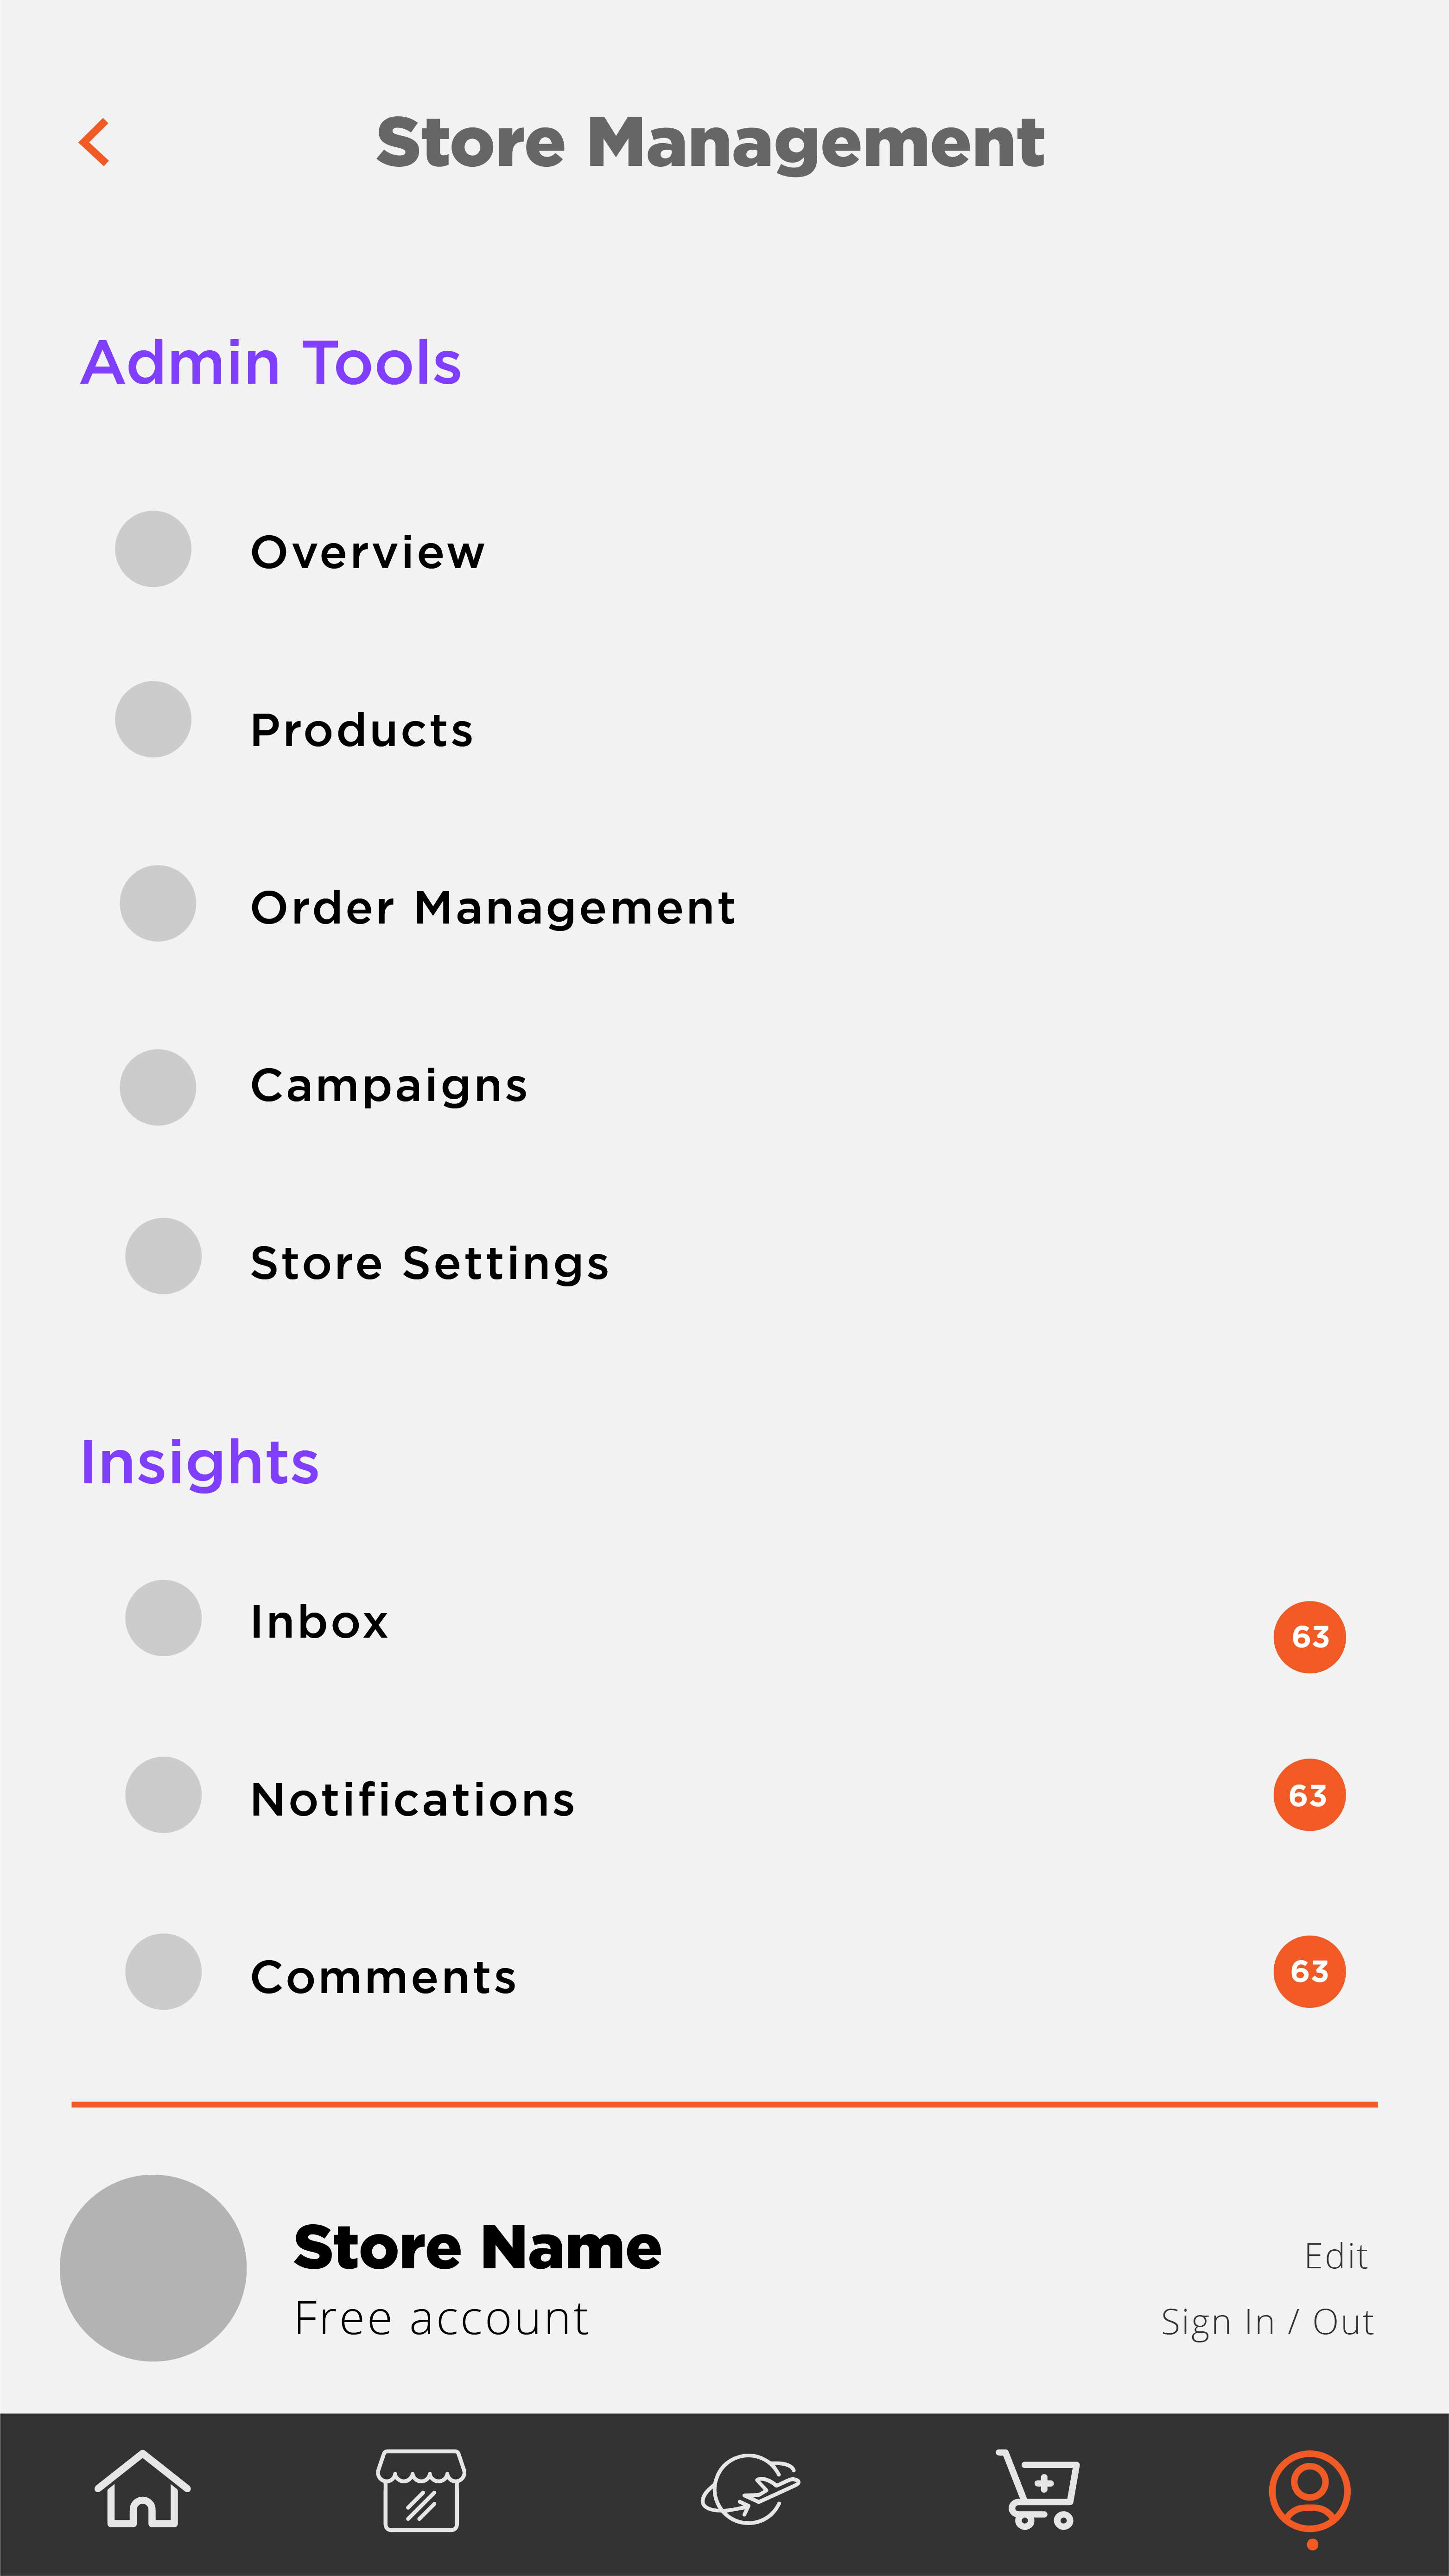 Store Management
Admin Tools
Overview
Products
Order Management
Campaigns
Store Settings
Insights
Inbox
63
Notifications
63
Comments
63
Store Name
Edit
Free account
Sign In / Out